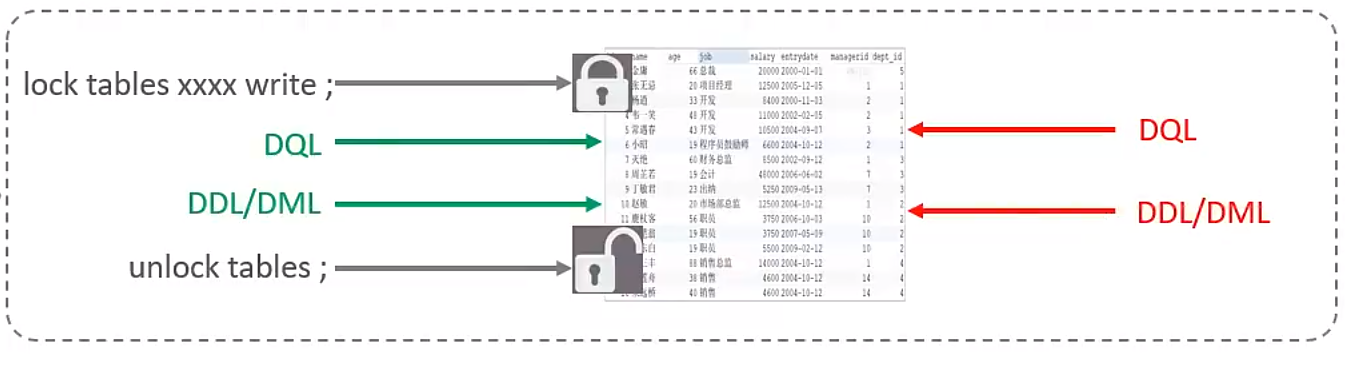 name age job salary entrydate managerid dept_id
金庸 66 总裁 20000 2000-01-01 5
lock tables xxxx write ;
张无忌 20 项目经理 12500 2005-12-05 1 1
杨逍 33 开发 8400 2000-11-03 2 1
4 韦一笑 48 开发 11000 2002-02-05 2 1
5 常遇春 43 开发 10500 2004-09-07 3 1
DQL
DQL
6 小昭 19 程序员鼓励师 6600 2004-10-12 2 1
7 灭绝 60 财务总监 8500 2002-09-12 1 3
8 周芷若 19 会计 48000 2006-06-02 7 3
9 丁敏君 23 出纳 5250 2009-05-13 7 3
DDL/DML
10 赵敏 20 市场部总监 12500 2004-10-12 1 2
DDL/DML
11 鹿杖客 56 职员 3750 2006-10-03 10 2
翁 19 职员 3750 2007-05-09 10 2
东白 19 职员 5500 2009-02-12 10 2
unlock tables ;
三丰 88 销售总监 14000 2004-10-12 1 4
莲舟 38 销售 4600 2004-10-12 14 4
远桥 40 销售 4600 2004-10-12 14 4